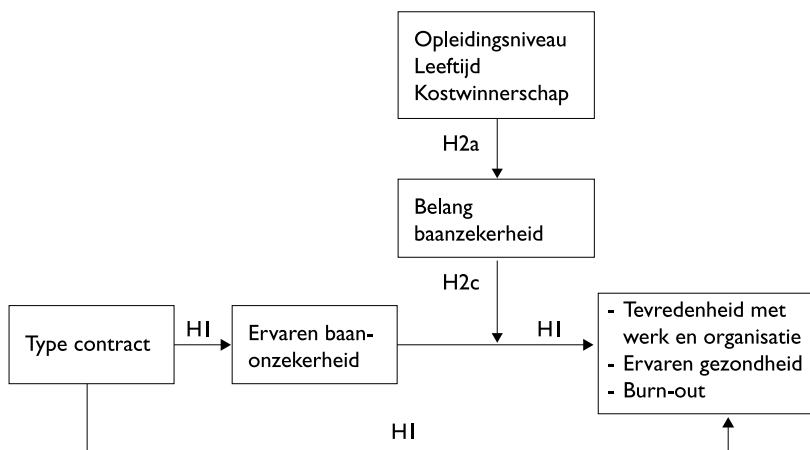 Opleidingsniveau
Leeftijd
Kostwinnerschap
H2a
Belang
baanzekerheid
H2c
Type contract
H1
Ervaren baan-
onzekerheid
H1
- Tevredenheid met
werk en organisatie
- Ervaren gezondheid
- Burn-out
H1